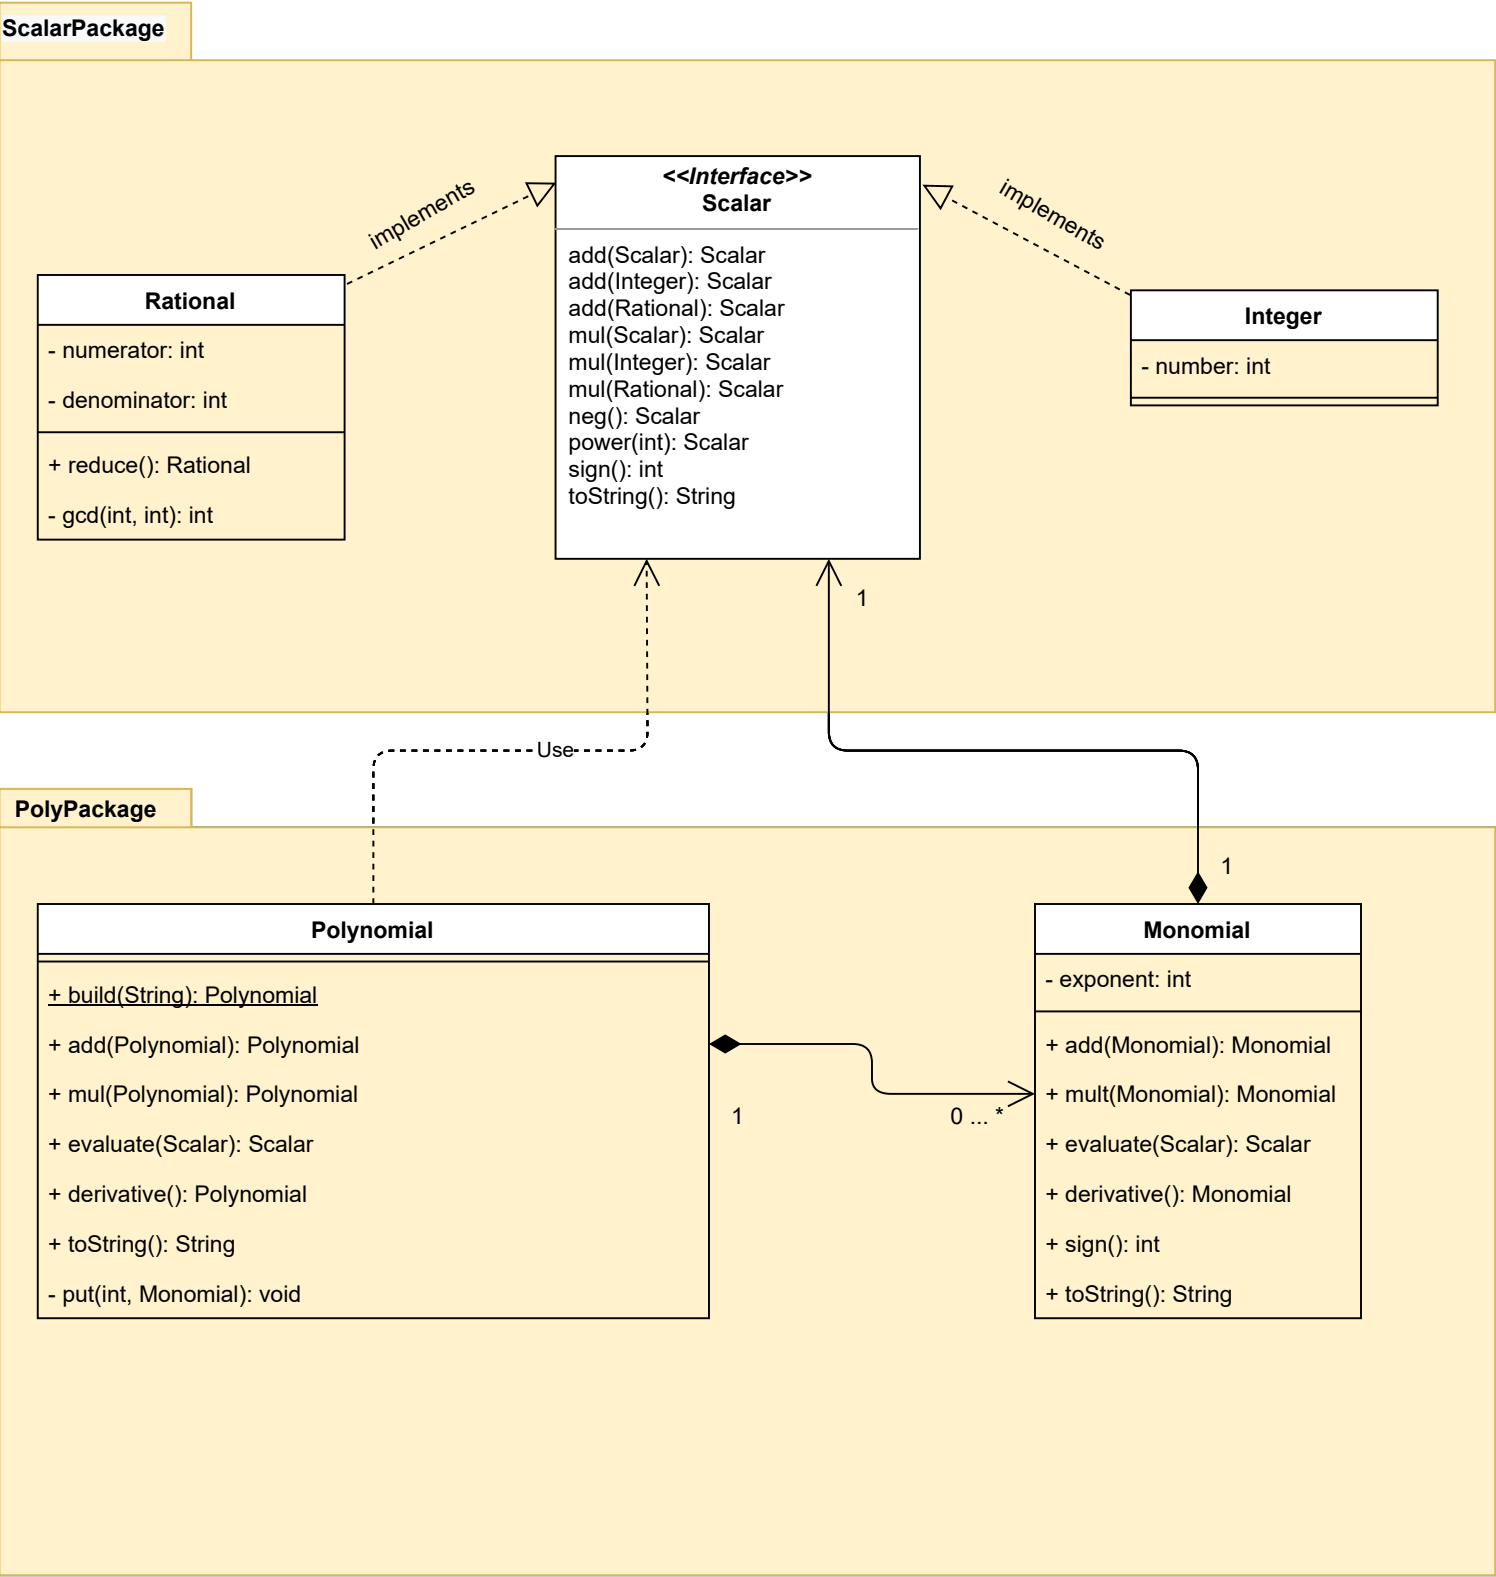 ScalarPackage
<<Interface>>
Scalar
add(Scalar): Scalar
add(Integer): Scalar
add(Rational): Scalar
mul(Scalar): Scalar
mul(Integer): Scalar
mul(Rational): Scalar
neg(): Scalar
power(int): Scalar
sign(): int
toString(): String
implements
implements
Rational
- numerator: int
- denominator: int
+ reduce(): Rational
- gcd(int, int): int
Integer
- number: int
1
Use
PolyPackage
1
Polynomial
+ build(String): Polynomial
+ add(Polynomial): Polynomial
+ mul(Polynomial): Polynomial
+ evaluate(Scalar): Scalar
+ derivative(): Polynomial
+ toString(): String
- put(int, Monomial): void
1
0 ... *
Monomial
- exponent: int
+ add(Monomial): Monomial
+ mult(Monomial): Monomial
+ evaluate(Scalar): Scalar
+ derivative(): Monomial
+ sign(): int
+ toString(): String